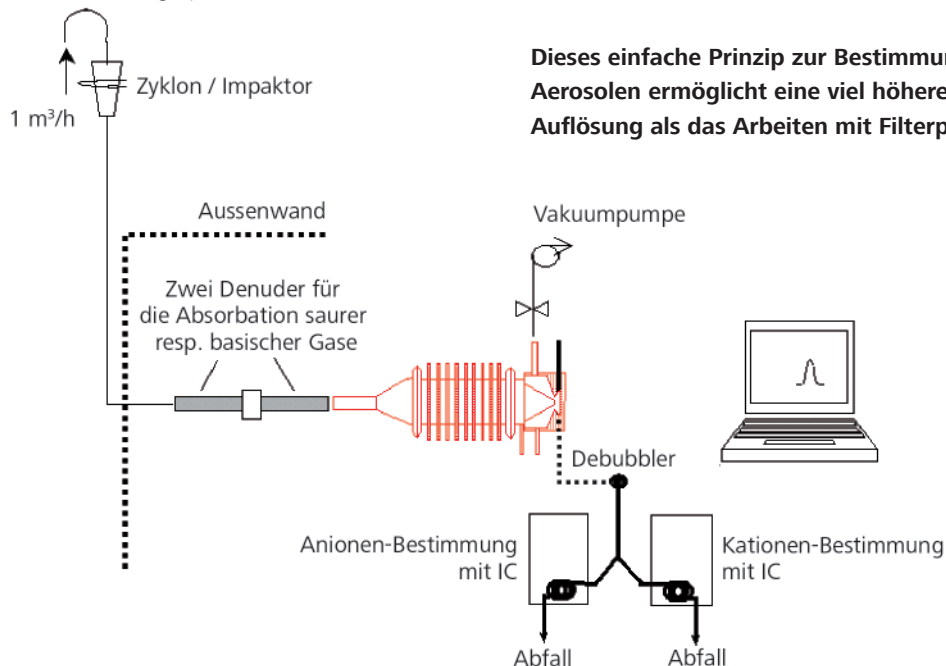 Dieses einfache Prinzip zur Bestimmun
Aerosolen ermöglicht eine viel höhere
Auflösung als das Arbeiten mit Filterp
Zyklon / Impaktor
1 m³/h
Aussenwand
Vakuumpumpe
Zwei Denuder für
die Absorbation saurer
resp. basischer Gase
Debubbler
Anionen-Bestimmung
mit IC
Kationen-Bestimmung
mit IC
Abfall
Abfall